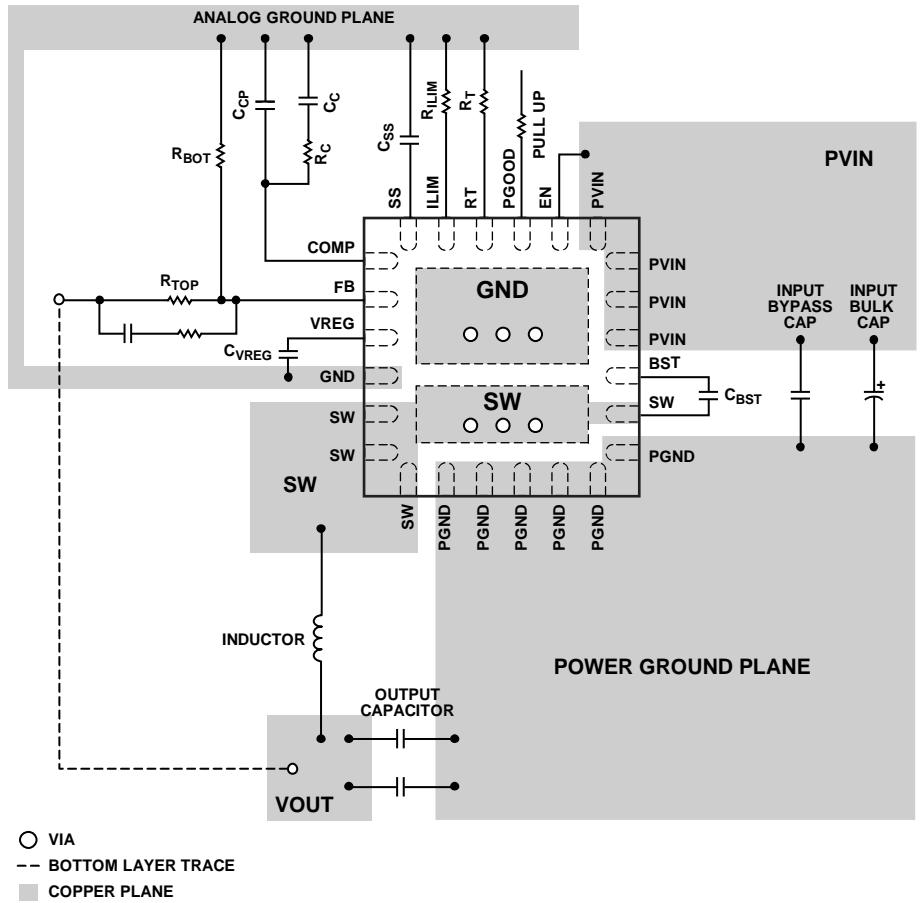 ANALOG GROUND PLANE
CCP
CC
RC
RBOT
CSS
RILIM
RT
PULL UP
SS
ILIM
RT
PGOOD
EN
PVIN
PVIN
COMP
FB
VREG
GND
SW
SW
RTOP
CVREG
GND
SW
PVIN
PVIN
PVIN
BST
SW
PGND
CBST
INPUT
BYPASS
CAP
INPUT
BULK
CAP
+
SW
SW
PGND
PGND
PGND
PGND
PGND
INDUCTOR
OUTPUT
CAPACITOR
VOUT
POWER GROUND PLANE
VIA
BOTTOM LAYER TRACE
COPPER PLANE